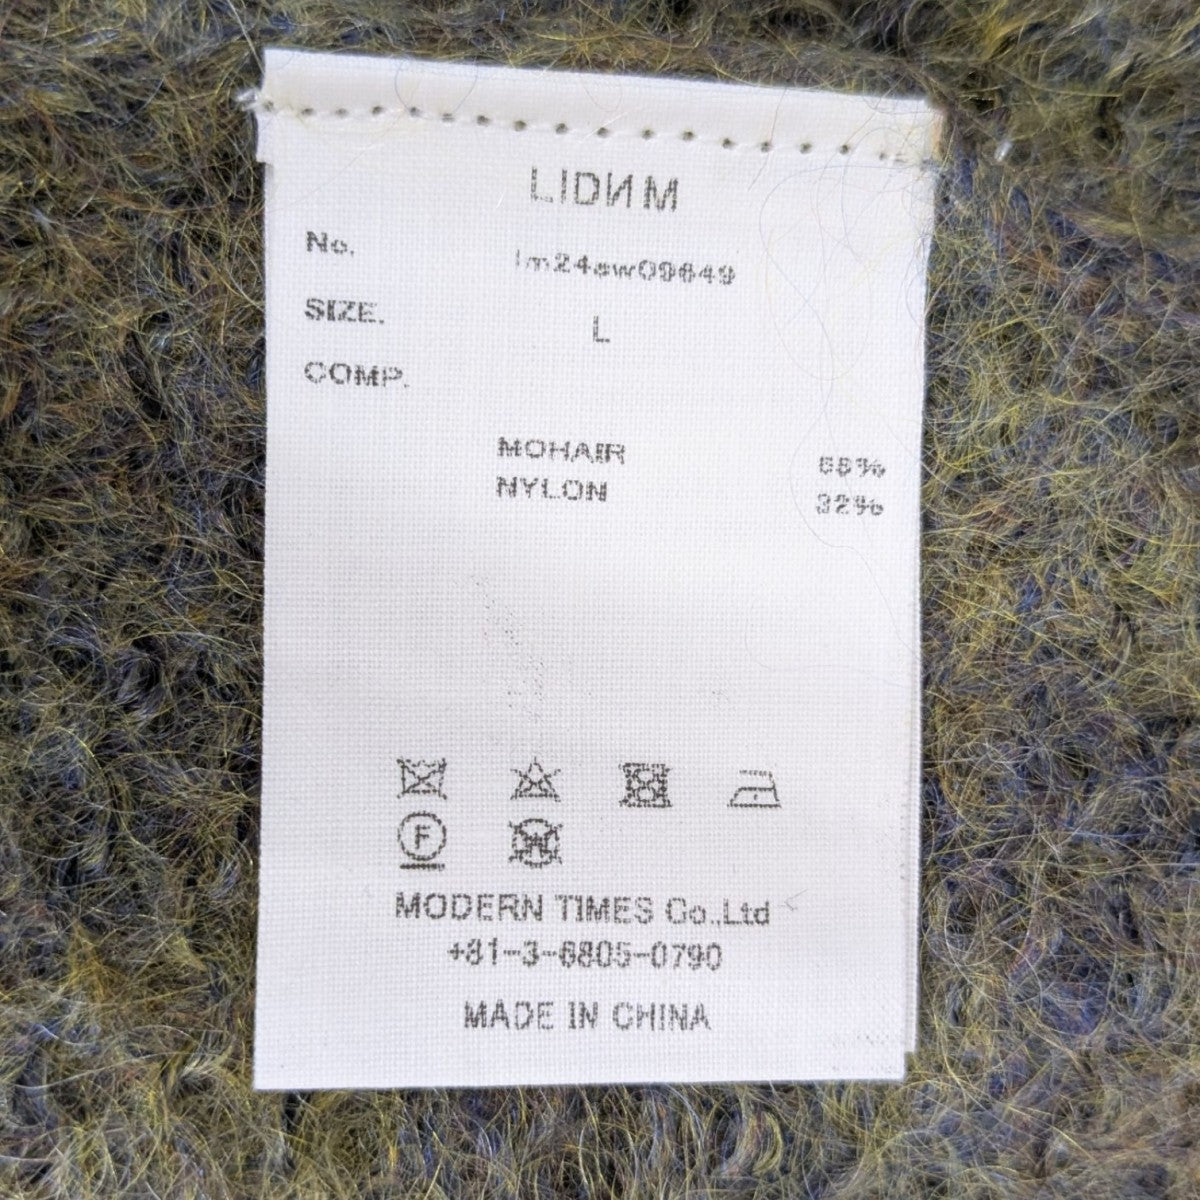 LIDИM
No. lm24aw09649
SIZE. L
COMP.
MOHAIR 68%
NYLON 32%
F
W
MODERN TIMES Co.,Ltd
+81-3-6805-0790
MADE IN CHINA